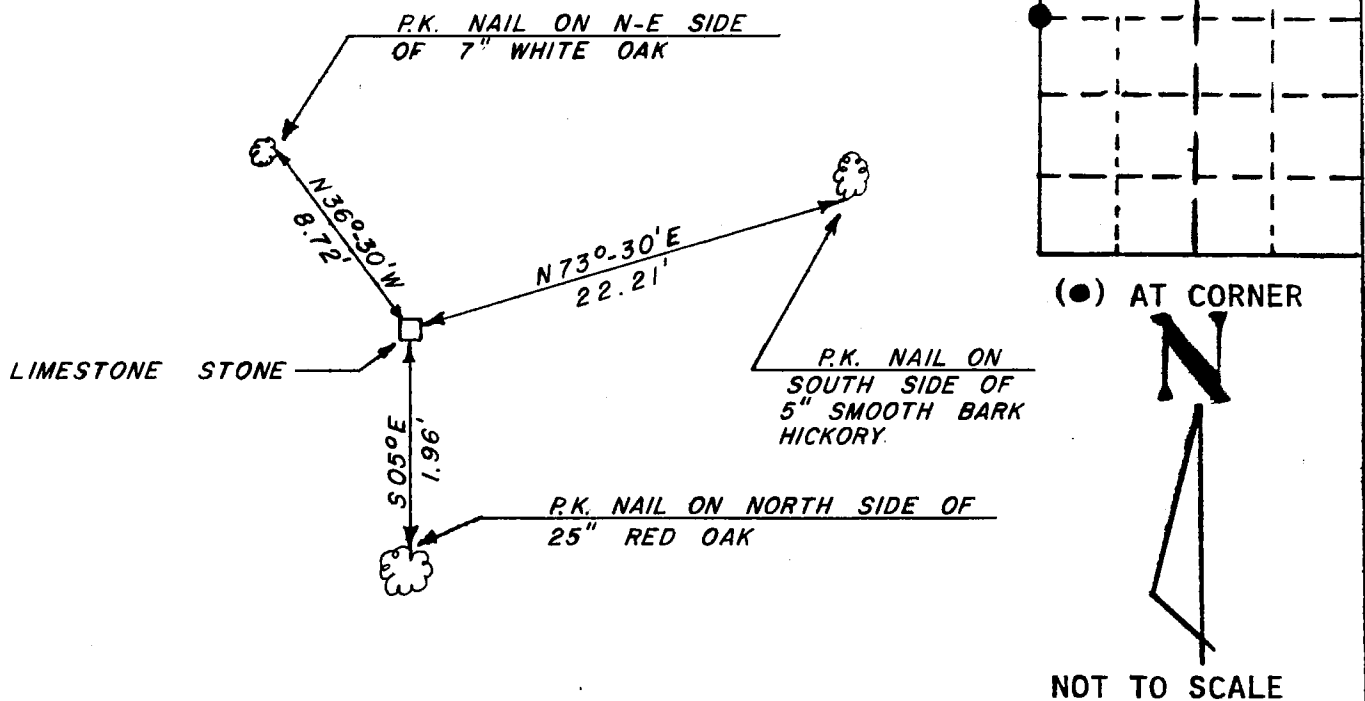 P.K. NAIL ON N-E SIDE
OF 7" WHITE OAK
N36°-30'W
8.72'
N73°-30'E
22.21'
LIMESTONE STONE
S05°E
1.96'
P.K. NAIL ON
SOUTH SIDE OF
5" SMOOTH BARK
HICKORY.
P.K. NAIL ON NORTH SIDE OF
25" RED OAK
(●) AT CORNER
N
NOT TO SCALE